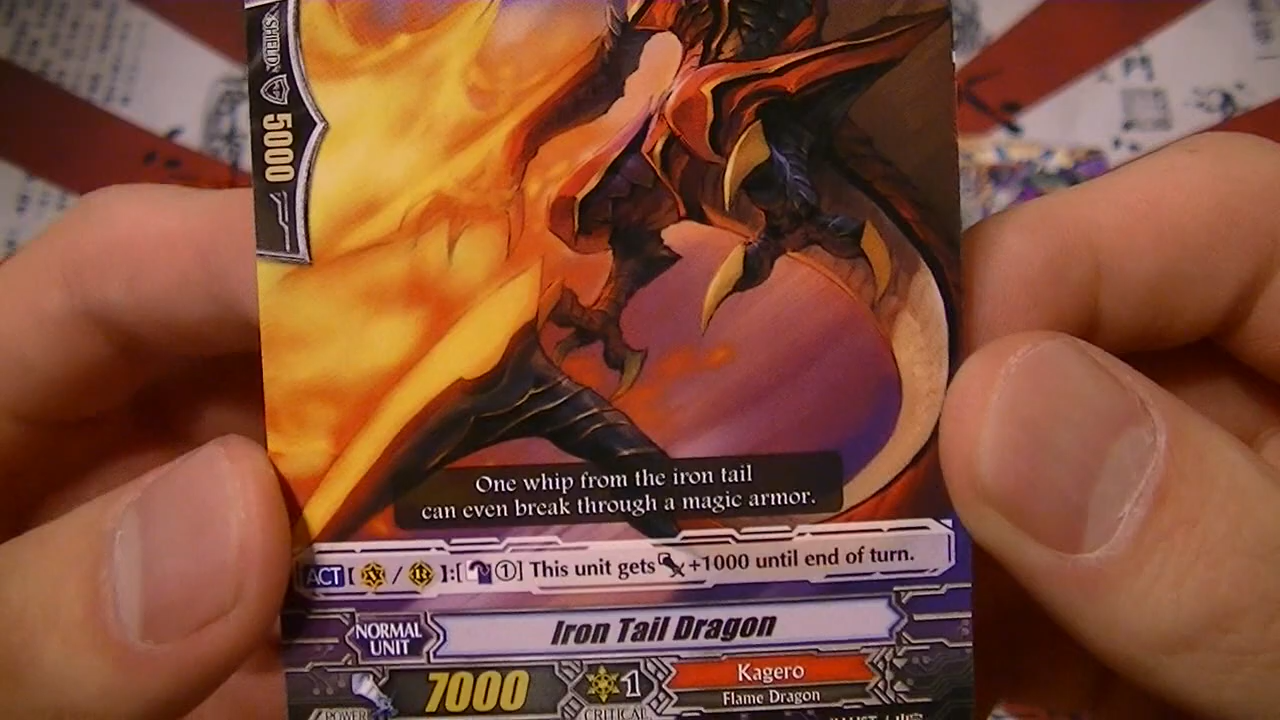 SHIELD
5000
One whip from the iron tail
can even break through a magic armor.
ACT [ V / R ]:[ ①] This unit gets +1000 until end of turn.
NORMAL
UNIT
Iron Tail Dragon
POWER 7000
1
CRITICAL
Kagero
Flame Dragon